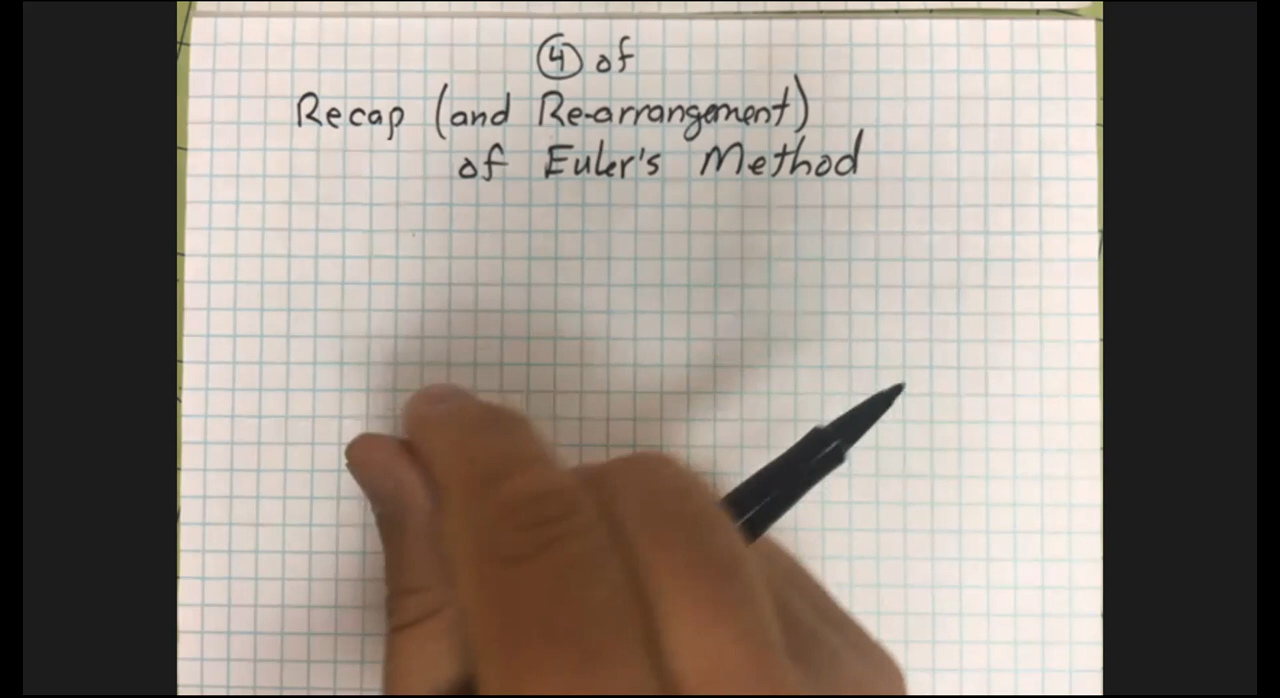 ④ of
Recap (and Re-arrangement)
of Euler's Method